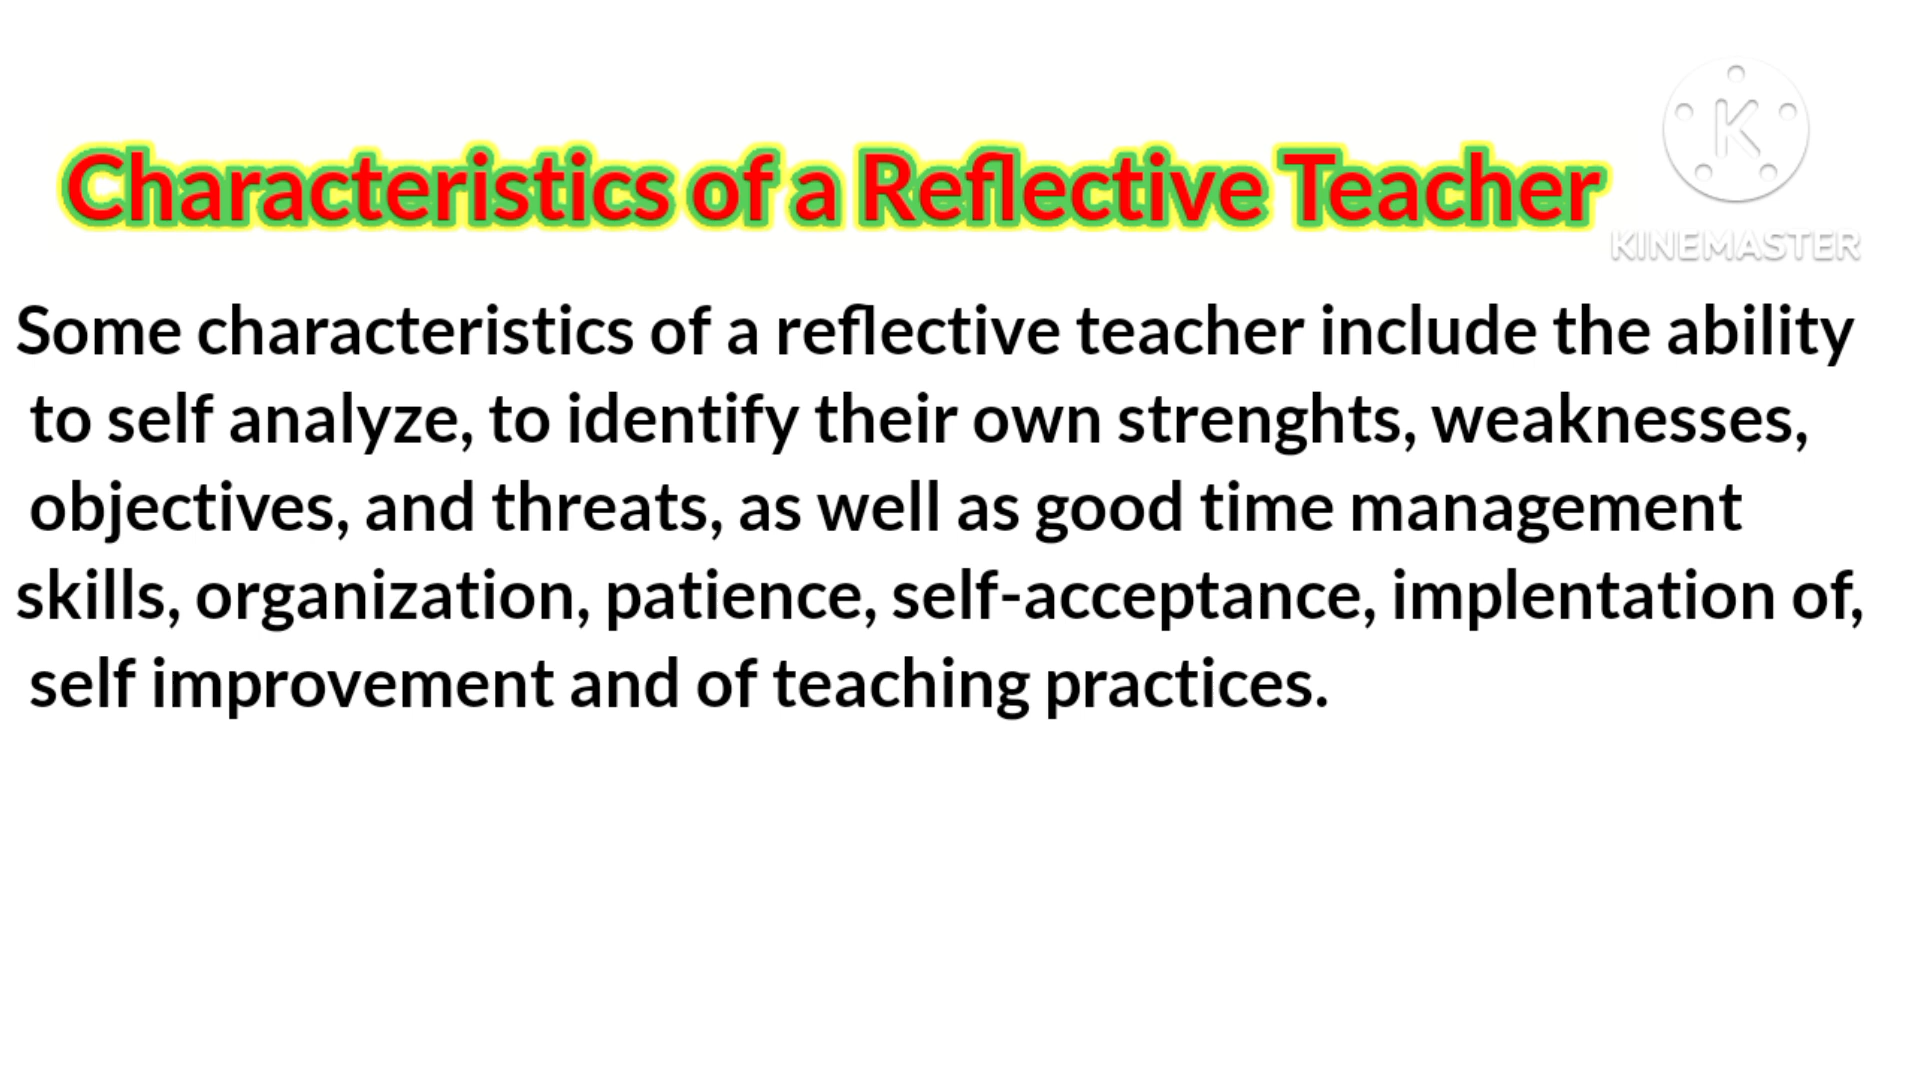 Characteristics of a Reflective Teacher
K
KINEMASTER
Some characteristics of a reflective teacher include the ability
to self analyze, to identify their own strenghts, weaknesses,
objectives, and threats, as well as good time management
skills, organization, patience, self-acceptance, implentation of,
self improvement and of teaching practices.